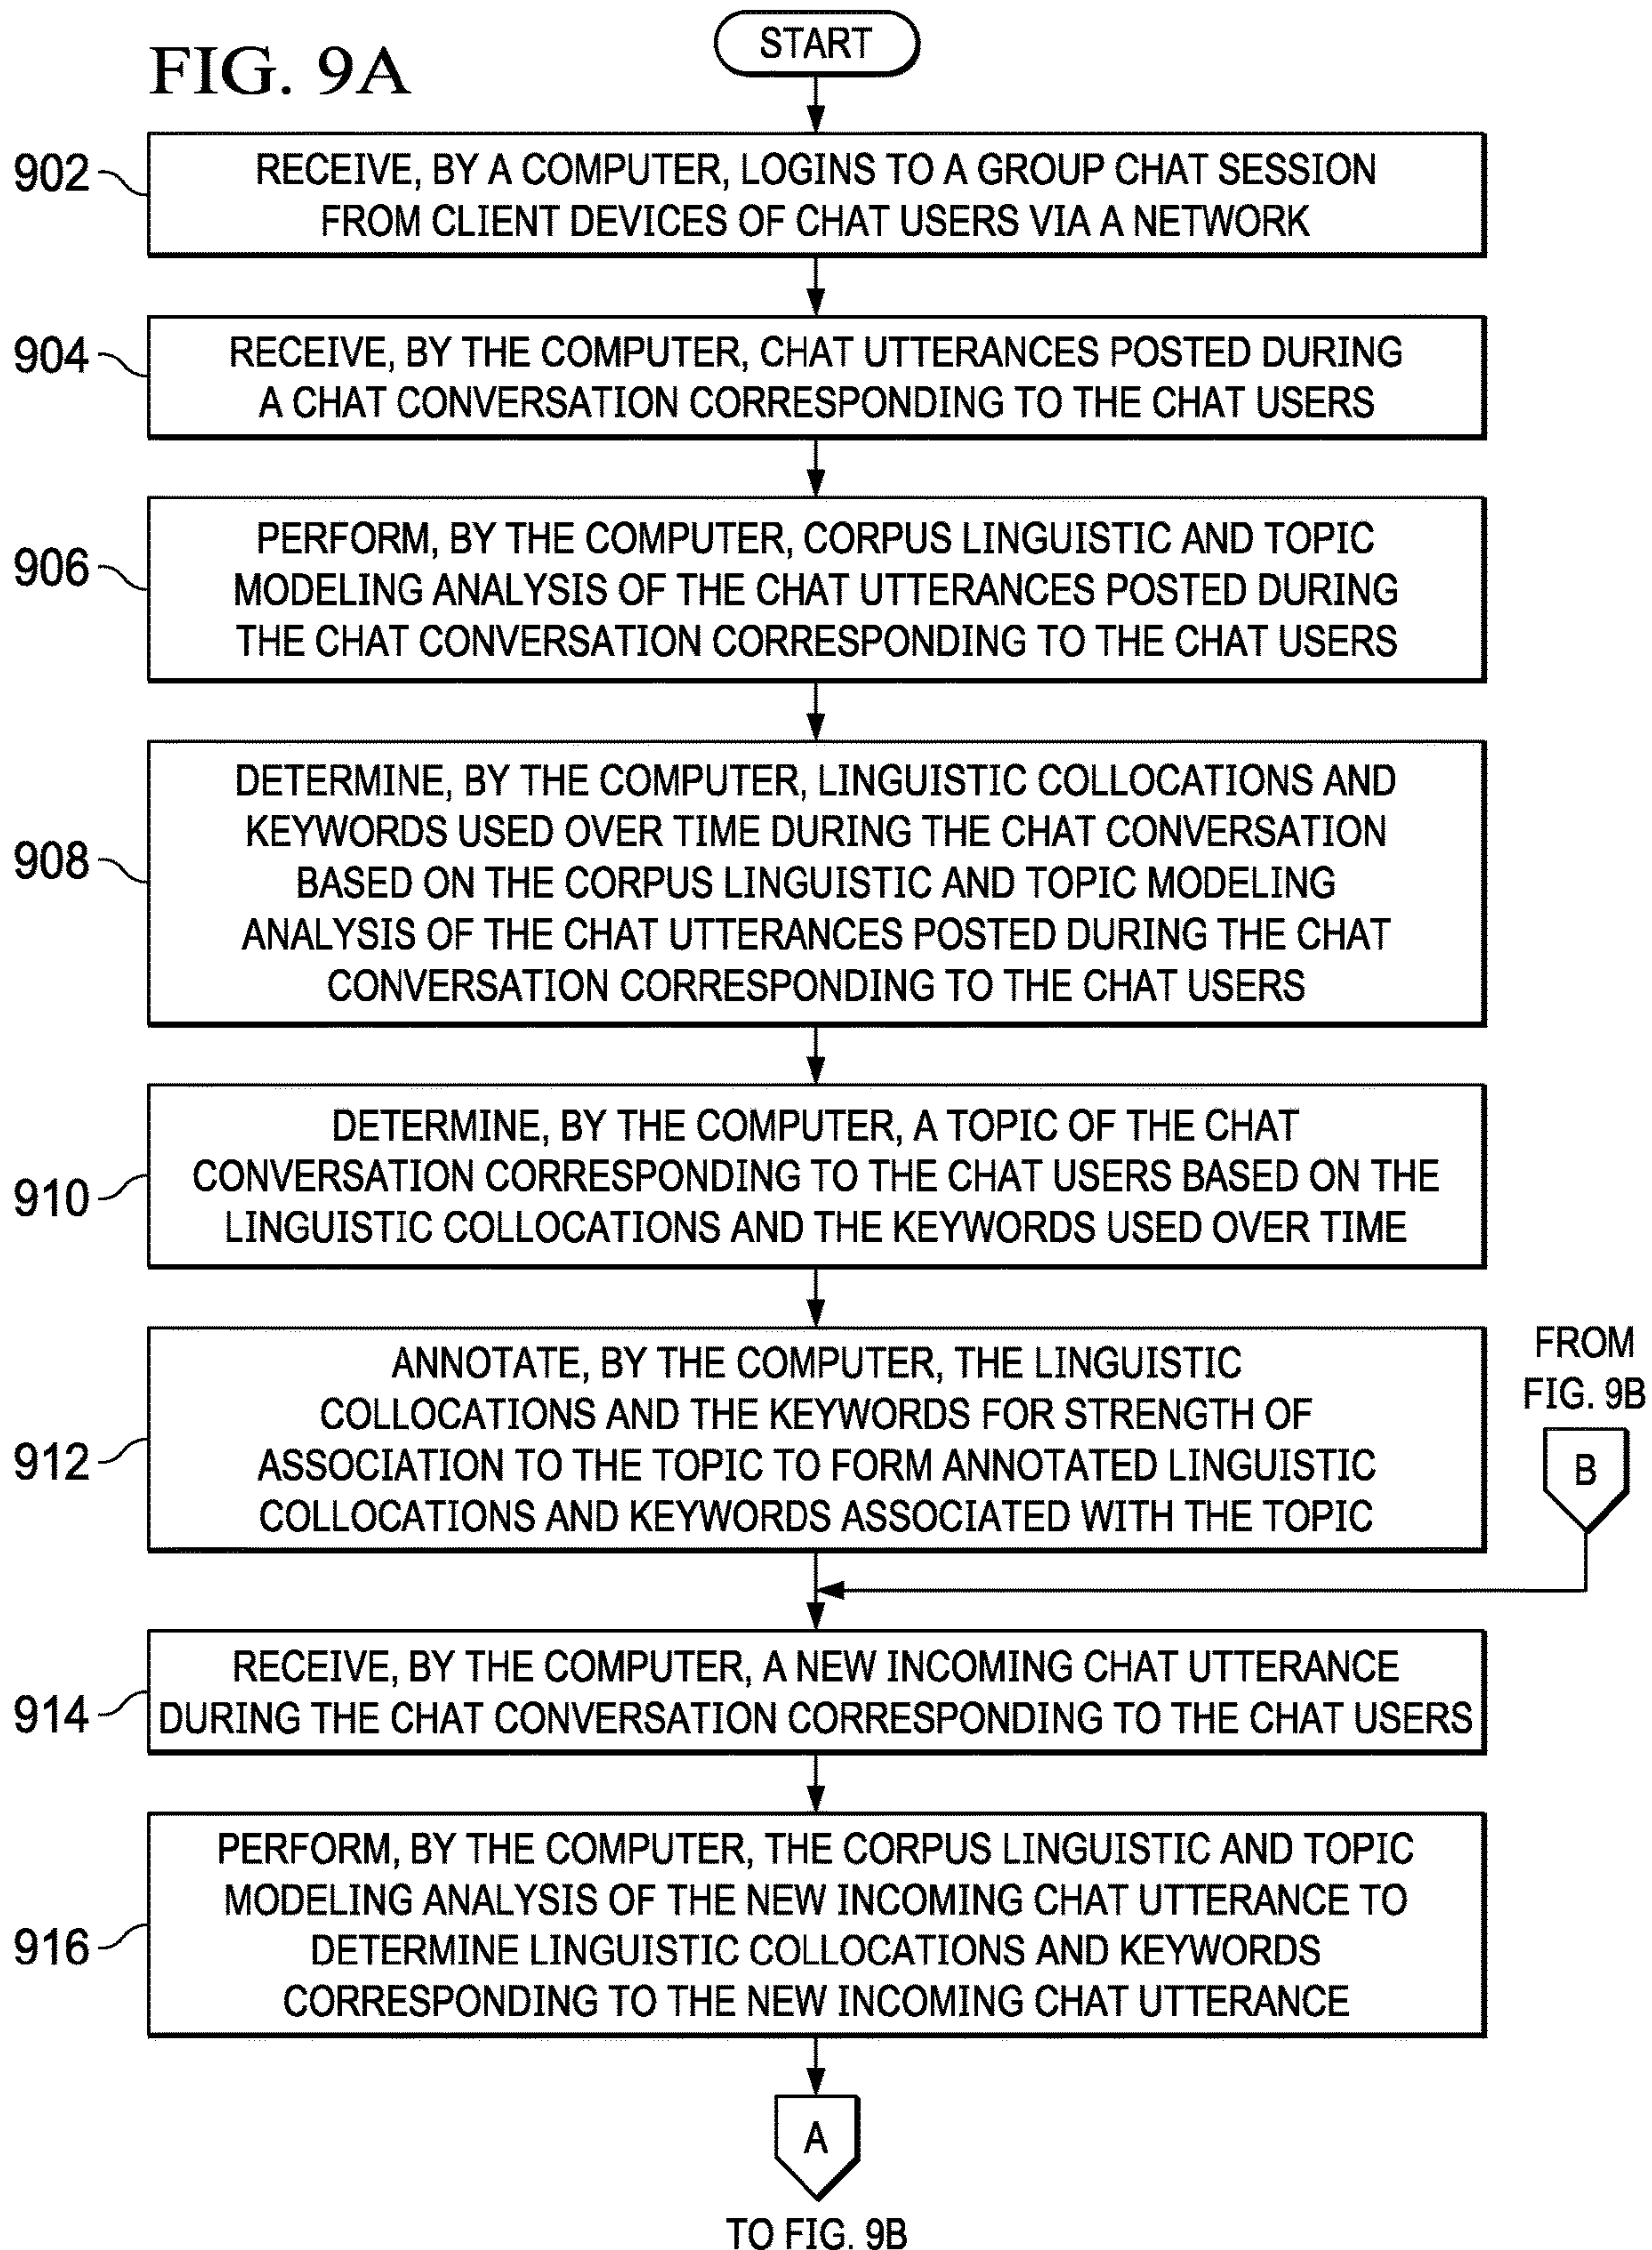 FIG. 9A
START
902
RECEIVE, BY A COMPUTER, LOGINS TO A GROUP CHAT SESSION
FROM CLIENT DEVICES OF CHAT USERS VIA A NETWORK
904
RECEIVE, BY THE COMPUTER, CHAT UTTERANCES POSTED DURING
A CHAT CONVERSATION CORRESPONDING TO THE CHAT USERS
906
PERFORM, BY THE COMPUTER, CORPUS LINGUISTIC AND TOPIC
MODELING ANALYSIS OF THE CHAT UTTERANCES POSTED DURING
THE CHAT CONVERSATION CORRESPONDING TO THE CHAT USERS
908
DETERMINE, BY THE COMPUTER, LINGUISTIC COLLOCATIONS AND
KEYWORDS USED OVER TIME DURING THE CHAT CONVERSATION
BASED ON THE CORPUS LINGUISTIC AND TOPIC MODELING
ANALYSIS OF THE CHAT UTTERANCES POSTED DURING THE CHAT
CONVERSATION CORRESPONDING TO THE CHAT USERS
910
DETERMINE, BY THE COMPUTER, A TOPIC OF THE CHAT
CONVERSATION CORRESPONDING TO THE CHAT USERS BASED ON THE
LINGUISTIC COLLOCATIONS AND THE KEYWORDS USED OVER TIME
912
ANNOTATE, BY THE COMPUTER, THE LINGUISTIC
COLLOCATIONS AND THE KEYWORDS FOR STRENGTH OF
ASSOCIATION TO THE TOPIC TO FORM ANNOTATED LINGUISTIC
COLLOCATIONS AND KEYWORDS ASSOCIATED WITH THE TOPIC
FROM
FIG. 9B
B
914
RECEIVE, BY THE COMPUTER, A NEW INCOMING CHAT UTTERANCE
DURING THE CHAT CONVERSATION CORRESPONDING TO THE CHAT USERS
916
PERFORM, BY THE COMPUTER, THE CORPUS LINGUISTIC AND TOPIC
MODELING ANALYSIS OF THE NEW INCOMING CHAT UTTERANCE TO
DETERMINE LINGUISTIC COLLOCATIONS AND KEYWORDS
CORRESPONDING TO THE NEW INCOMING CHAT UTTERANCE
A
TO FIG. 9B